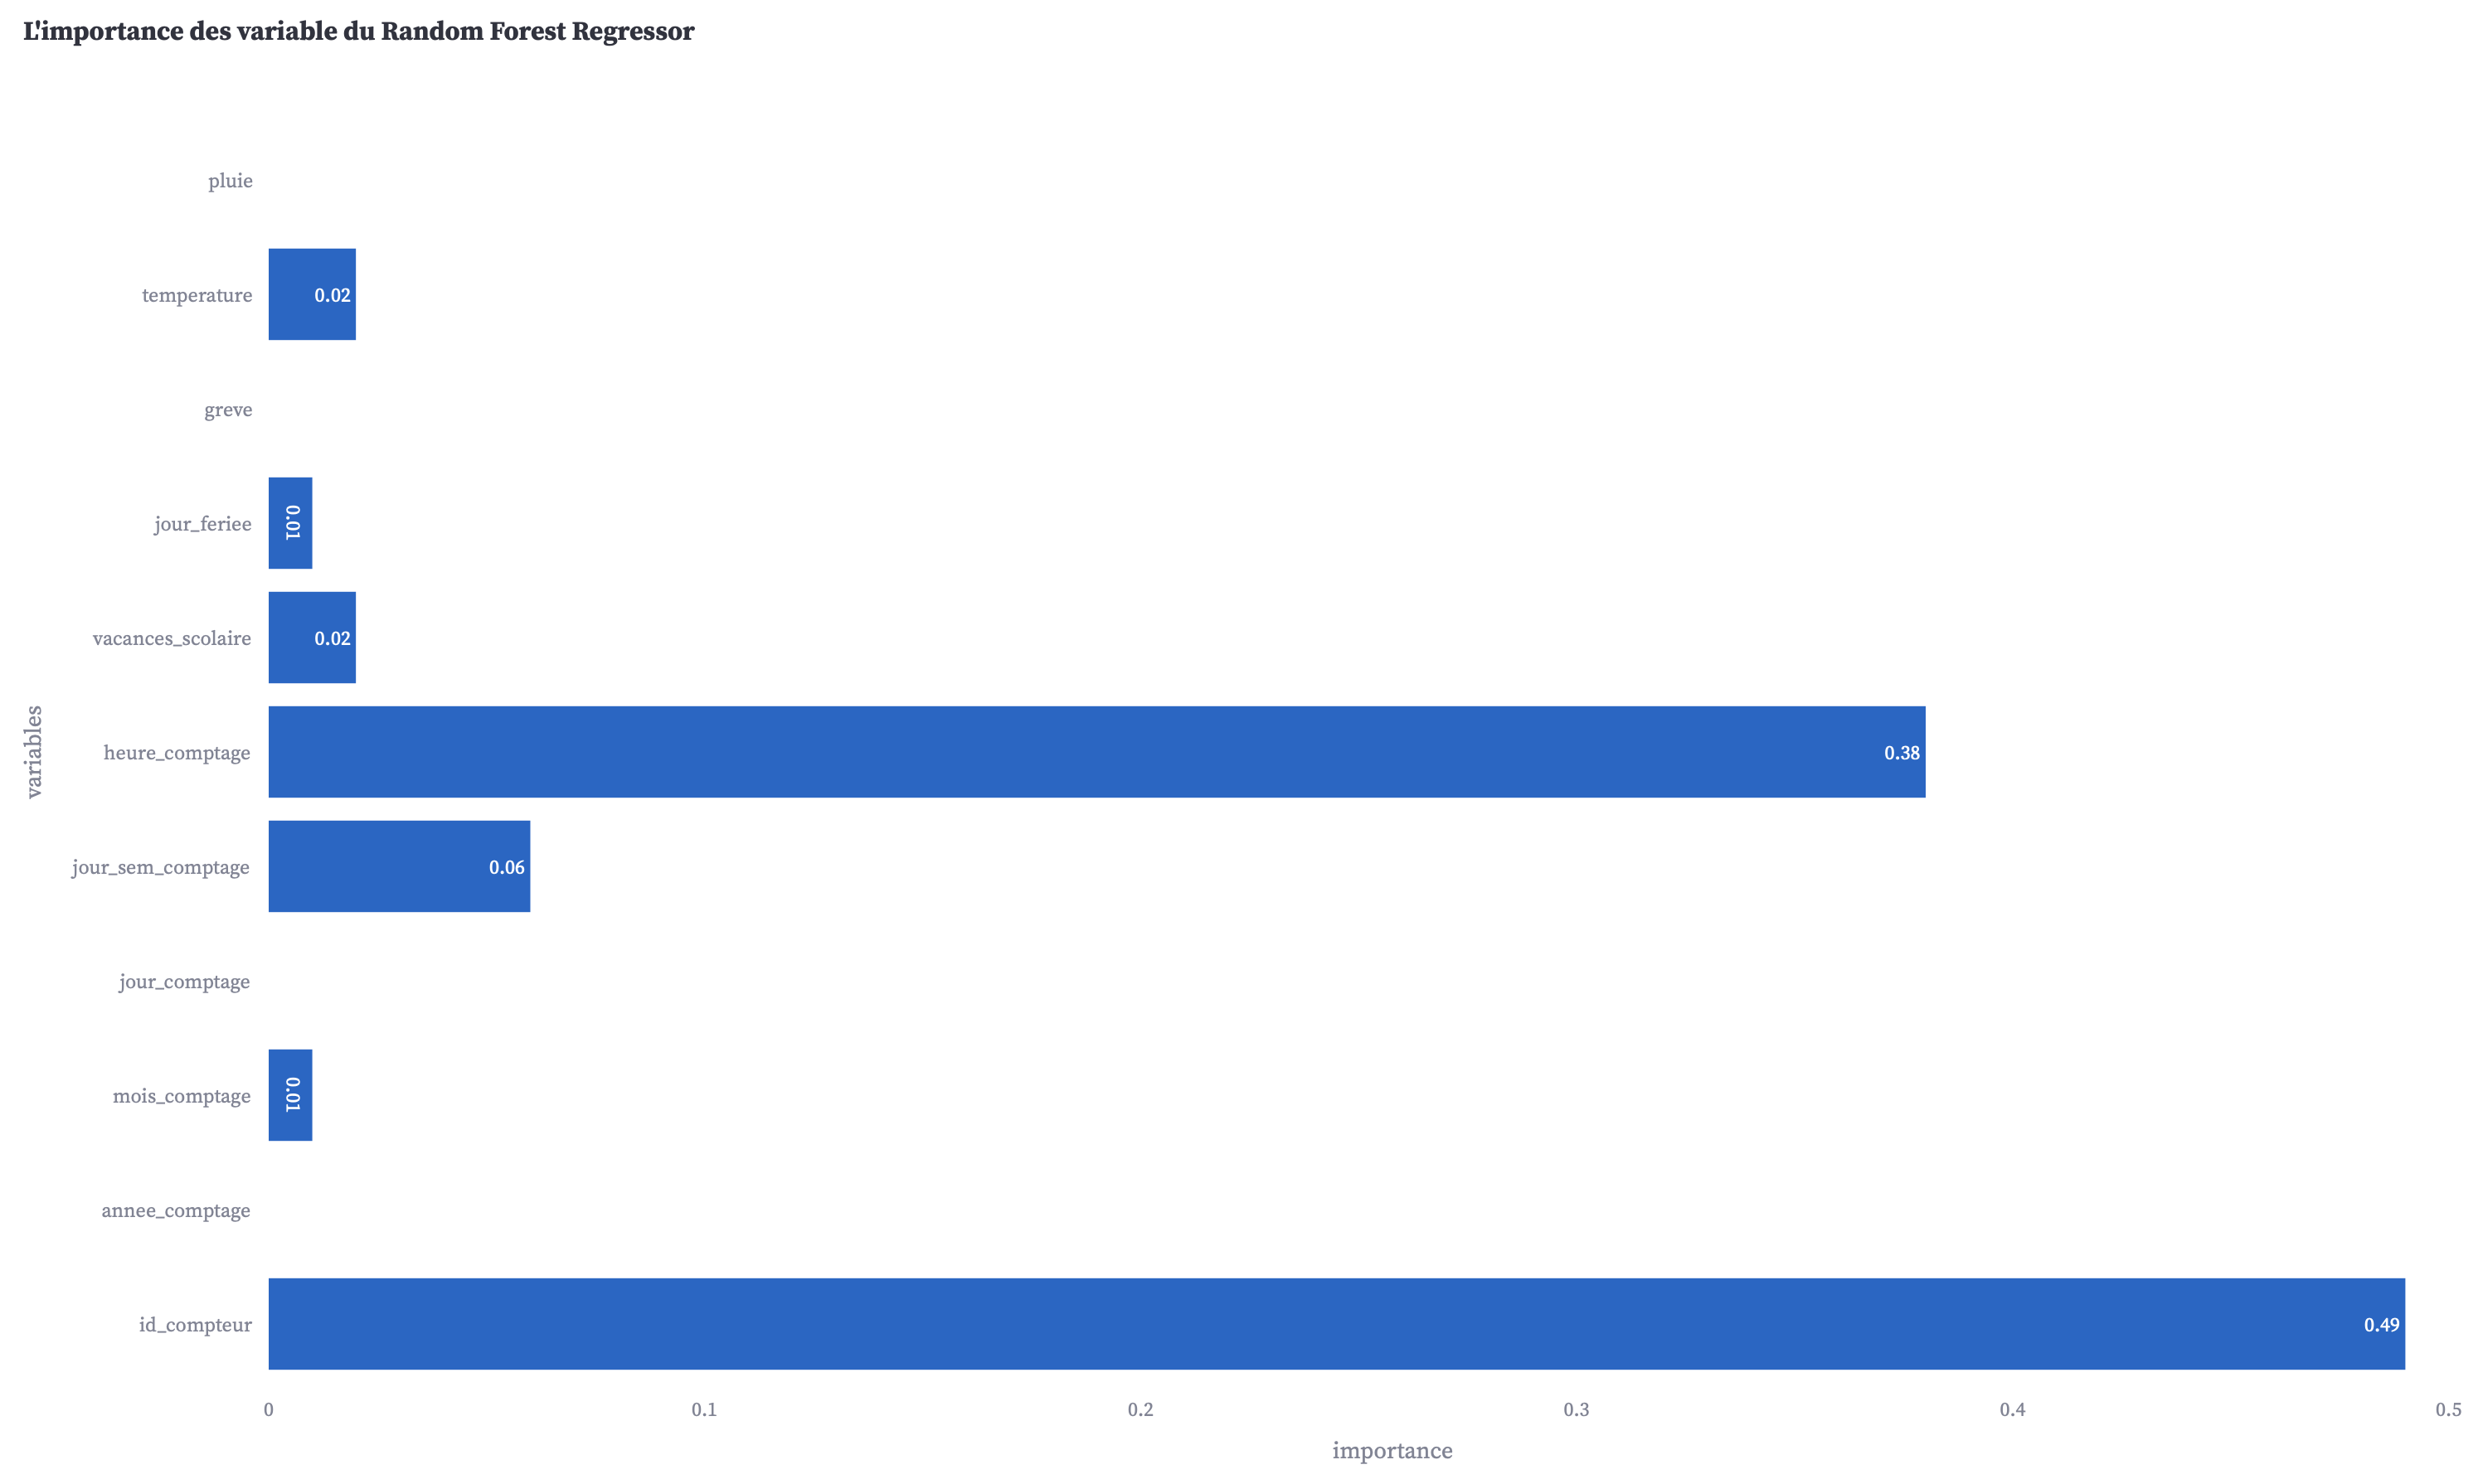 L'importance des variable du Random Forest Regressor
pluie
temperature
0.02
greve
jour_feriee
0.01
vacances_scolaire
0.02
variables
heure_comptage
0.38
jour_sem_comptage
0.06
jour_comptage
mois_comptage
0.01
annee_comptage
id_compteur
0.49
0 0.1 0.2 0.3 0.4 0.5
importance